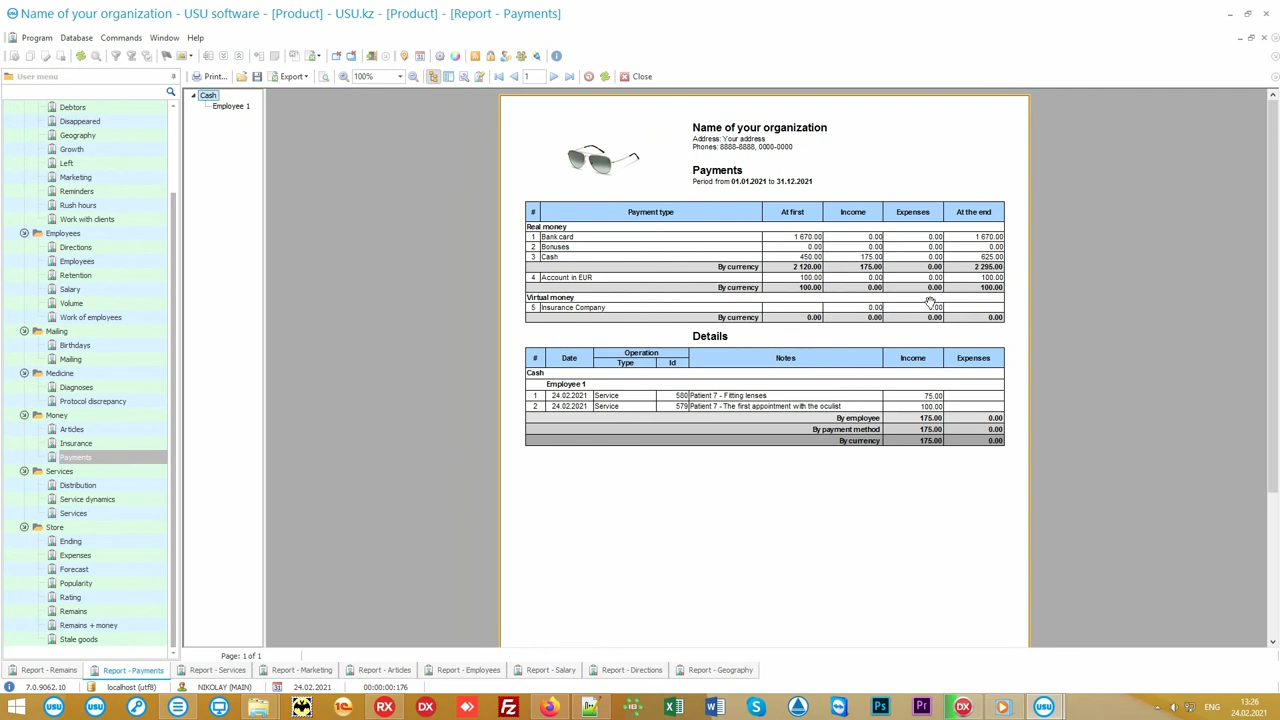 Name of your organization - USU software - [Product] - USU.kz - [Product] - [Report - Payments]
Program Database Commands Window Help
User menu
Print... Export 100% 1 Close
Debtors
Disappeared
Geography
Growth
Left
Marketing
Reminders
Rush hours
Work with clients
Employees
Directions
Employees
Retention
Salary
Volume
Work of employees
Mailing
Birthdays
Mailing
Medicine
Diagnoses
Protocol discrepancy
Money
Articles
Insurance
Payments
Services
Distribution
Service dynamics
Services
Store
Ending
Expenses
Forecast
Popularity
Rating
Remains
Remains + money
Stale goods
Cash
Employee 1
Name of your organization
Address: Your address
Phones: 8888-8888, 0000-0000
Payments
Period from 01.01.2021 to 31.12.2021
# Payment type At first Income Expenses At the end
Real money
1 Bank card 1 670.00 0.00 0.00 1 670.00
2 Bonuses 0.00 0.00 0.00 0.00
3 Cash 450.00 175.00 0.00 625.00
By currency 2 120.00 175.00 0.00 2 295.00
4 Account in EUR 100.00 0.00 0.00 100.00
By currency 100.00 0.00 0.00 100.00
Virtual money
5 Insurance Company 0.00
By currency 0.00 0.00 0.00 0.00
Details
# Date Operation Notes Income Expenses
Type Id
Cash
Employee 1
1 24.02.2021 Service 580 Patient 7 - Fitting lenses 75.00
2 24.02.2021 Service 579 Patient 7 - The first appointment with the oculist 100.00
By employee 175.00 0.00
By payment method 175.00 0.00
By currency 175.00 0.00
Page: 1 of 1
Report - Remains Report - Payments Report - Services Report - Marketing Report - Articles Report - Employees Report - Salary Report - Directions Report - Geography
7.0.9062.10 localhost (utf8) NIKOLAY (MAIN) 24.02.2021 00:00:00:176
USU USU RX DX Fz 1B X W S Ps Pr DX USU ENG 13:26
24.02.2021